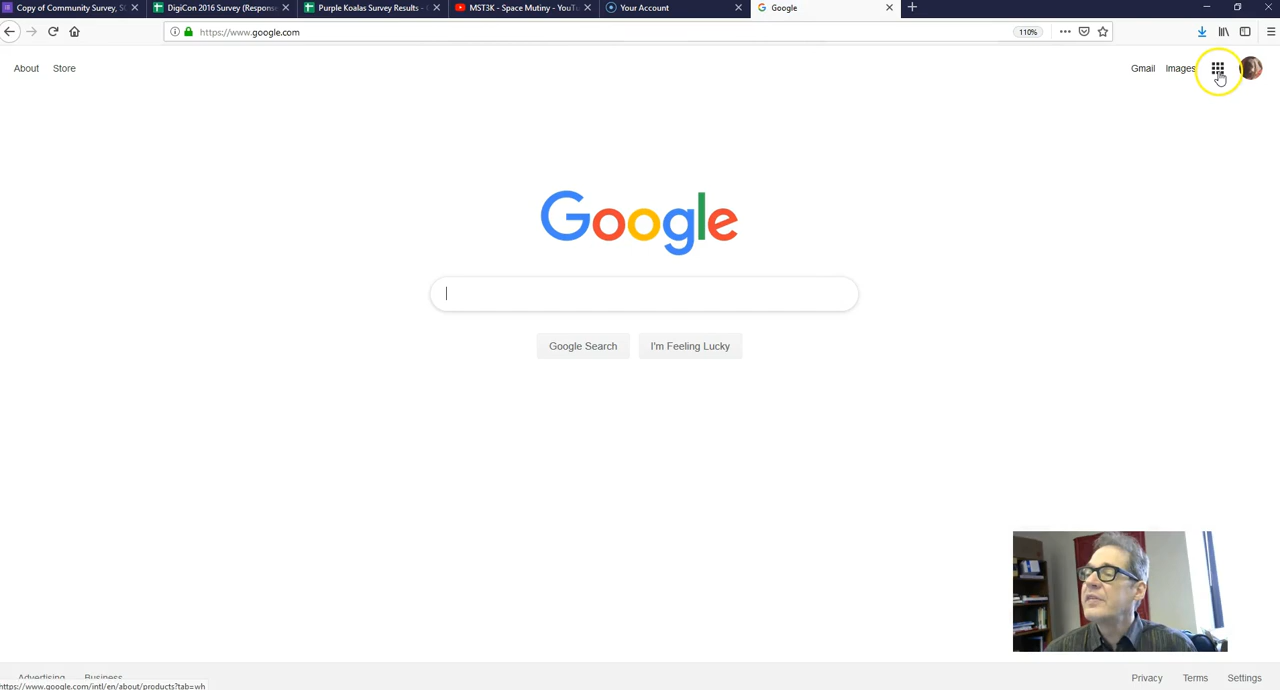 Copy of Community Survey, St
DigiCon 2016 Survey (Respons
Purple Koalas Survey Results -
MST3K - Space Mutiny - YouTu
Your Account
Google
https://www.google.com
110%
About Store
Gmail Images
Google
Google Search I'm Feeling Lucky
Advertising Business
Privacy Terms Settings
https://www.google.com/intl/en/about/products?tab=wh